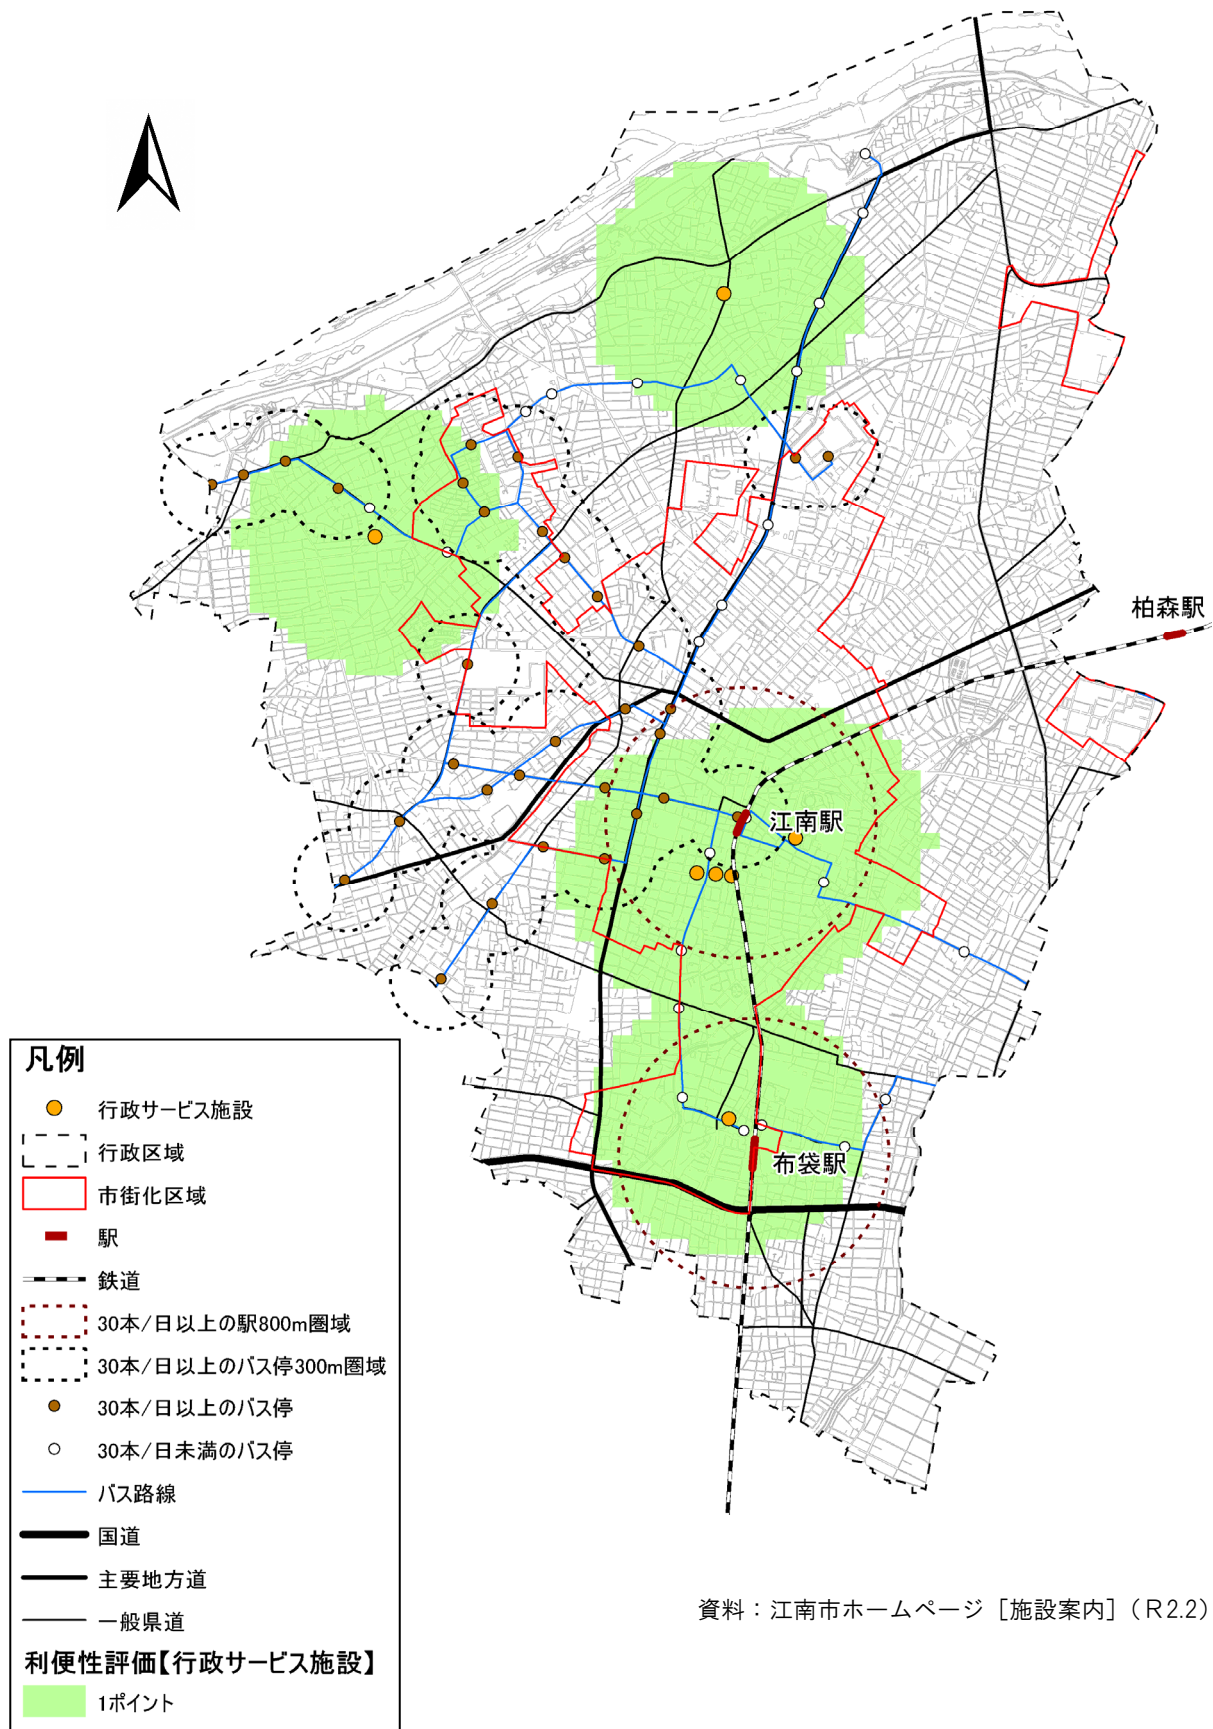 柏森駅
江南駅
布袋駅
凡例
行政サービス施設
行政区域
市街化区域
駅
鉄道
30本/日以上の駅800m圏域
30本/日以上のバス停300m圏域
30本/日以上のバス停
30本/日未満のバス停
バス路線
国道
主要地方道
一般県道
利便性評価【行政サービス施設】
1ポイント
資料：江南市ホームページ［施設案内］（Ｒ2.2）